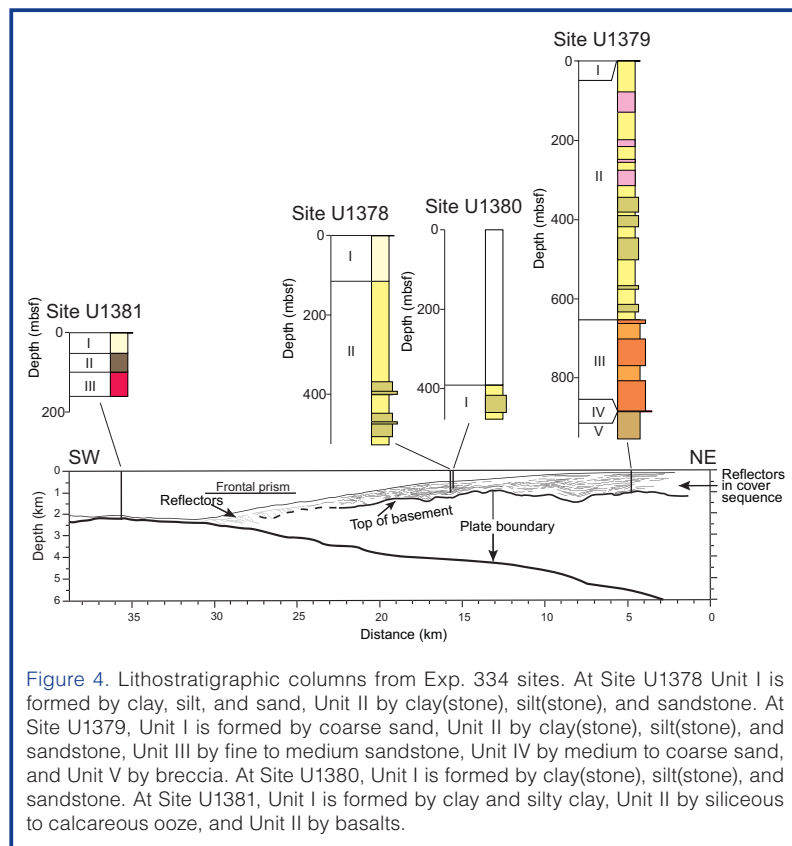 Site U1379
0
200
400
600
800
Depth (mbsf)
I
II
III
IV
V
Site U1378
0
200
400
Depth (mbsf)
I
II
Site U1380
0
200
400
Depth (mbsf)
I
Site U1381
0
200
Depth (mbsf)
I
II
III
SW
NE
0
1
2
3
4
5
6
Depth (km)
Frontal prism
Reflectors
Top of basement
Plate boundary
Reflectors
in cover
sequence
35
30
25
20
15
10
5
0
Distance (km)
Figure 4. Lithostratigraphic columns from Exp. 334 sites. At Site U1378 Unit I is
formed by clay, silt, and sand, Unit II by clay(stone), silt(stone), and sandstone. At
Site U1379, Unit I is formed by coarse sand, Unit II by clay(stone), silt(stone), and
sandstone, Unit III by fine to medium sandstone, Unit IV by medium to coarse sand,
and Unit V by breccia. At Site U1380, Unit I is formed by clay(stone), silt(stone), and
sandstone. At Site U1381, Unit I is formed by clay and silty clay, Unit II by siliceous
to calcareous ooze, and Unit II by basalts.